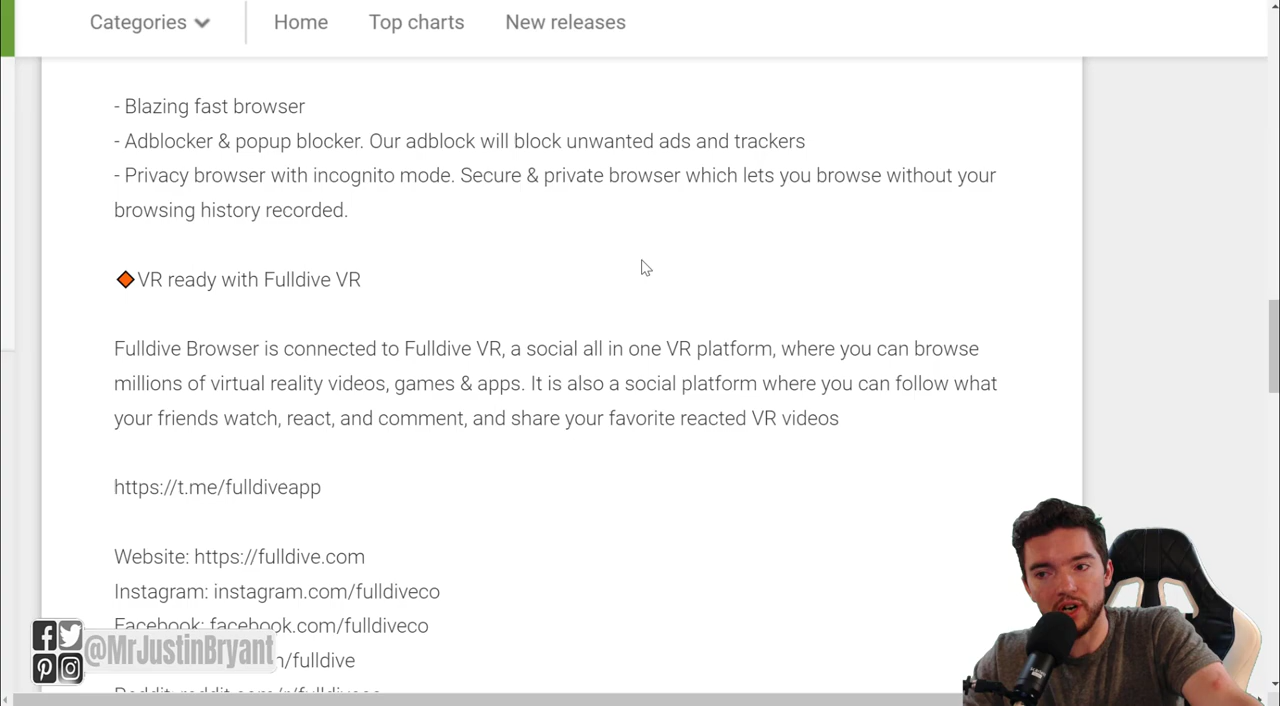 Categories Home Top charts New releases
- Blazing fast browser
- Adblocker & popup blocker. Our adblock will block unwanted ads and trackers
- Privacy browser with incognito mode. Secure & private browser which lets you browse without your
browsing history recorded.
VR ready with Fulldive VR
Fulldive Browser is connected to Fulldive VR, a social all in one VR platform, where you can browse
millions of virtual reality videos, games & apps. It is also a social platform where you can follow what
your friends watch, react, and comment, and share your favorite reacted VR videos
https://t.me/fulldiveapp
Website: https://fulldive.com
Instagram: instagram.com/fulldiveco
Facebook: facebook.com/fulldiveco
@MrJustinBryant
/fulldive